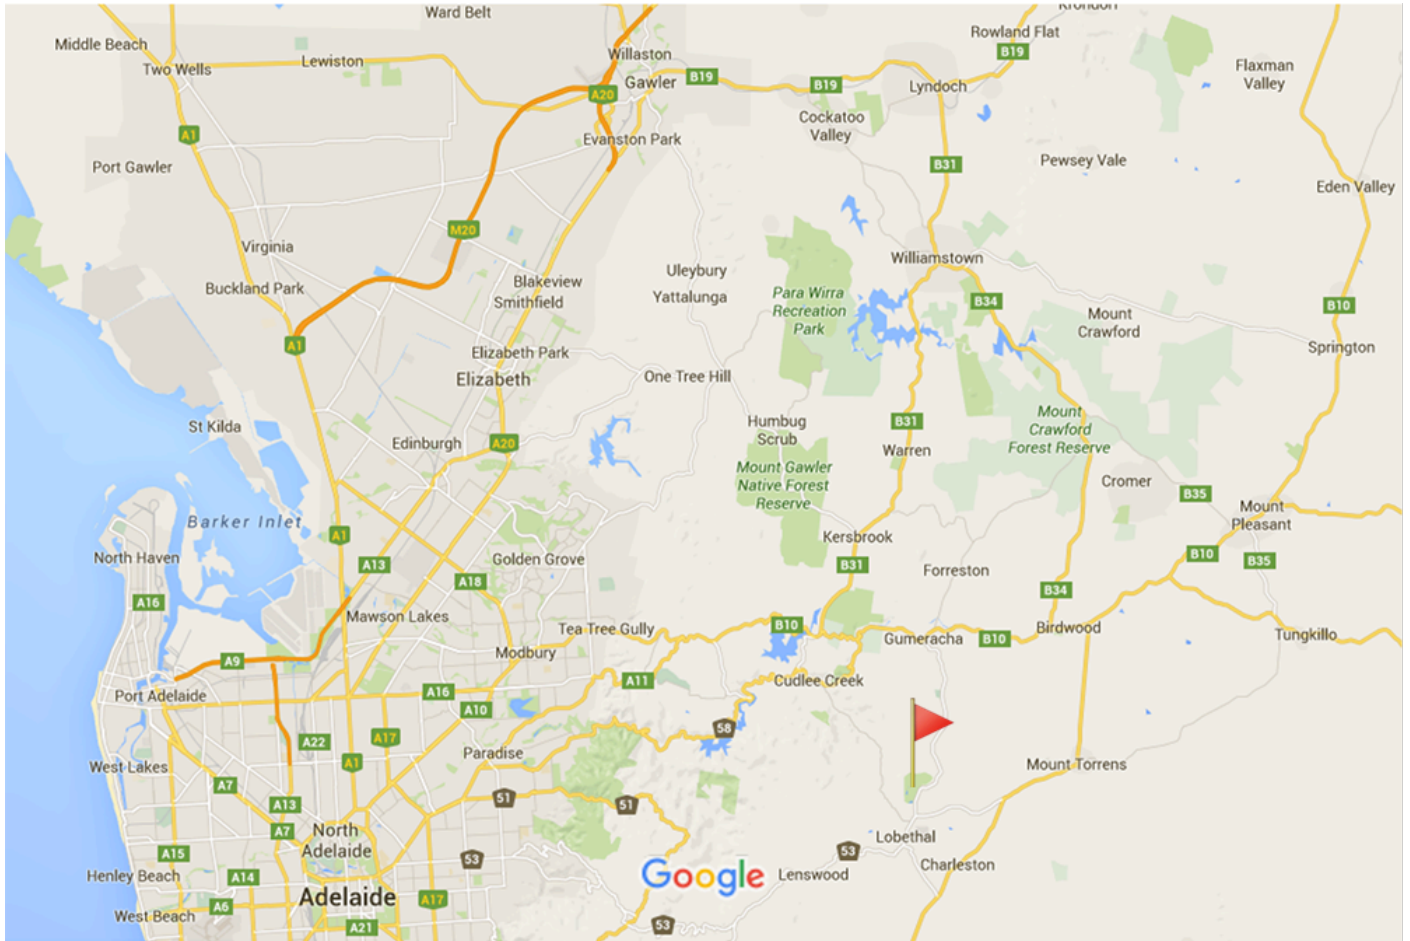 Ward Belt
Krondorf
Middle Beach
Two Wells
Lewiston
Willaston
Gawler
B19
B19
Rowland Flat
B19
Flaxman
Valley
A20
Lyndoch
Cockatoo
Valley
A1
Evanston Park
Port Gawler
B31
Pewsey Vale
Eden Valley
M20
Virginia
Buckland Park
Blakeview
Smithfield
Uleybury
Yattalunga
Para Wirra
Recreation
Park
Williamstown
B34
Mount
Crawford
B10
Springton
A1
Elizabeth Park
Elizabeth
One Tree Hill
St Kilda
Edinburgh
A20
Humbug
Scrub
B31
Warren
Mount
Crawford
Forest Reserve
Mount Gawler
Native Forest
Reserve
Cromer
B35
Mount
Pleasant
Barker Inlet
A1
North Haven
A13
Golden Grove
Kersbrook
B31
B10
B35
A16
A18
Forreston
B34
Mawson Lakes
Tea Tree Gully
B10
Gumeracha
B10
Birdwood
Tungkillo
A9
Modbury
Port Adelaide
A16
A11
Cudlee Creek
A10
A22
A17
58
West Lakes
A1
Paradise
Mount Torrens
A7
A13
51
51
A7
North
Adelaide
Lobethal
A15
53
53
Charleston
Henley Beach
A14
Google
Lenswood
Adelaide
A17
West Beach
A6
A21
53